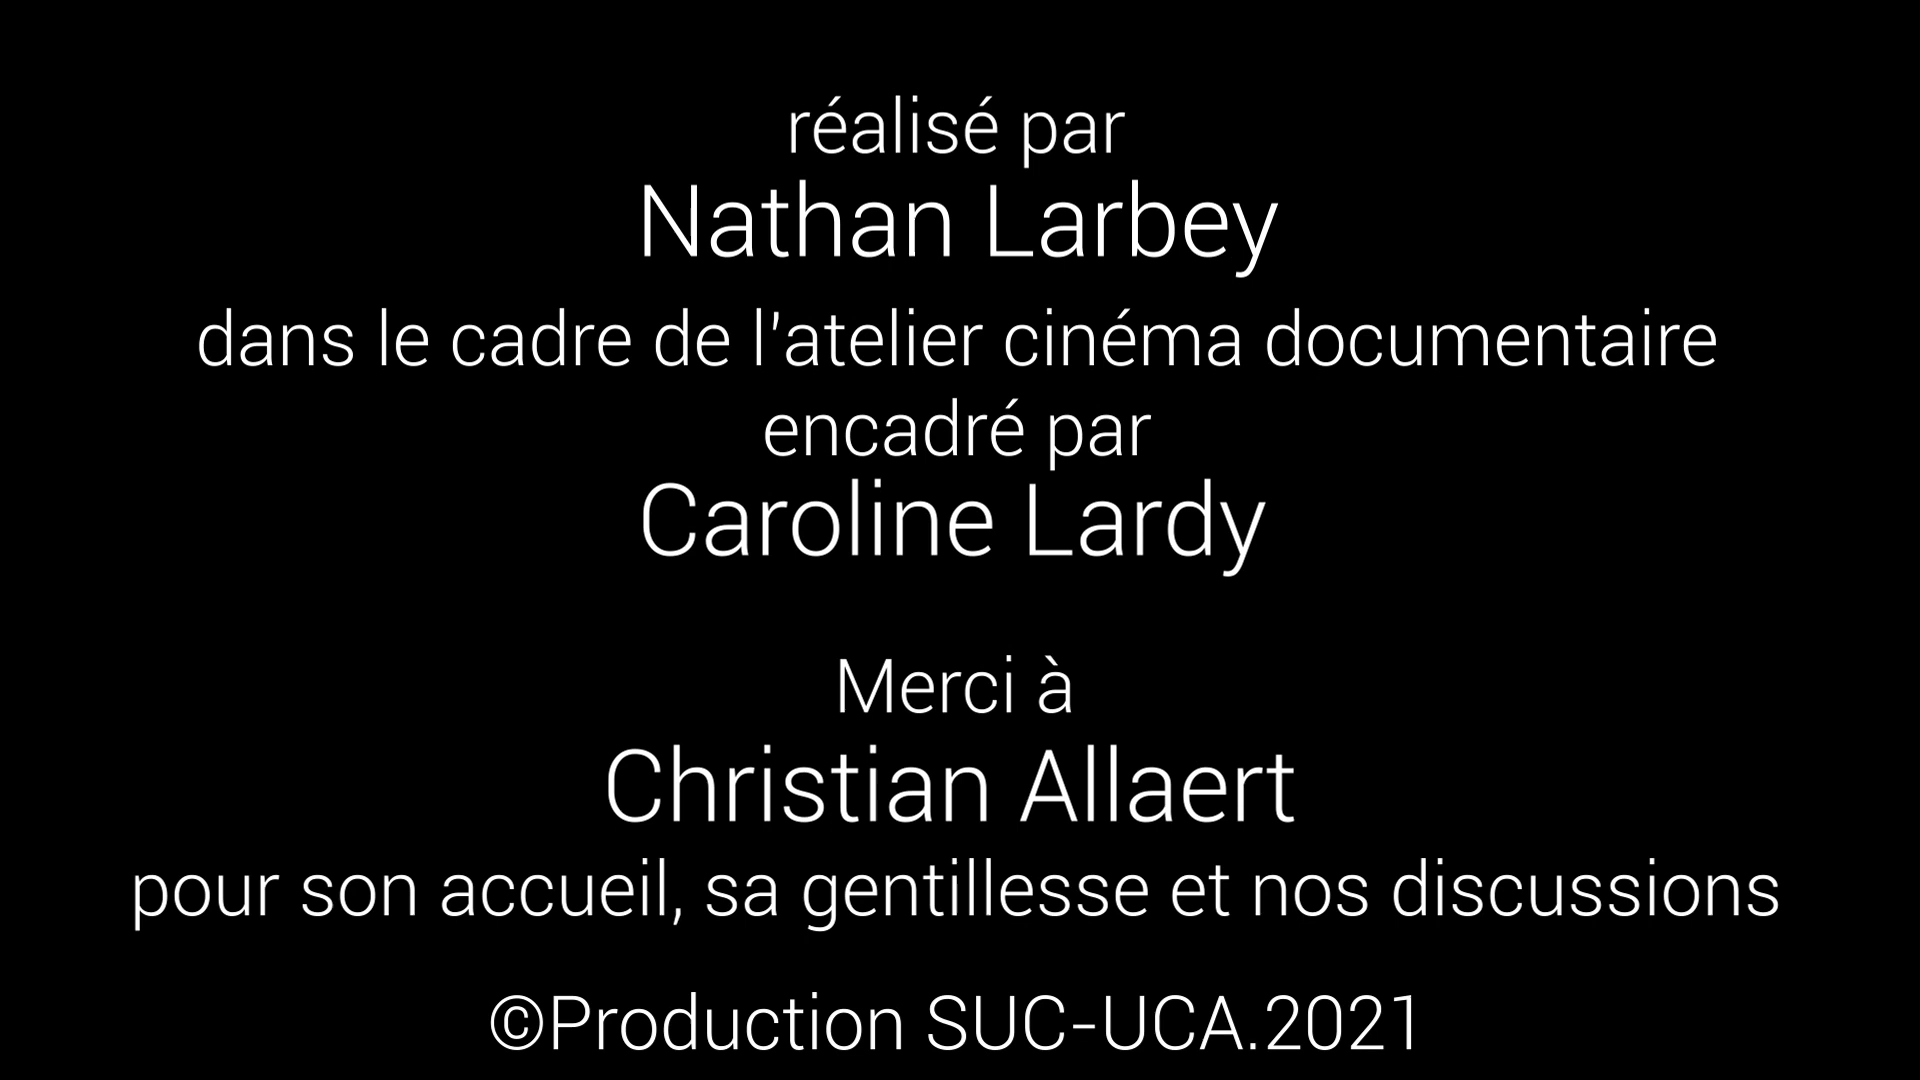 réalisé par
Nathan Larbey
dans le cadre de l'atelier cinéma documentaire
encadré par
Caroline Lardy
Merci à
Christian Allaert
pour son accueil, sa gentillesse et nos discussions
©Production SUC-UCA.2021